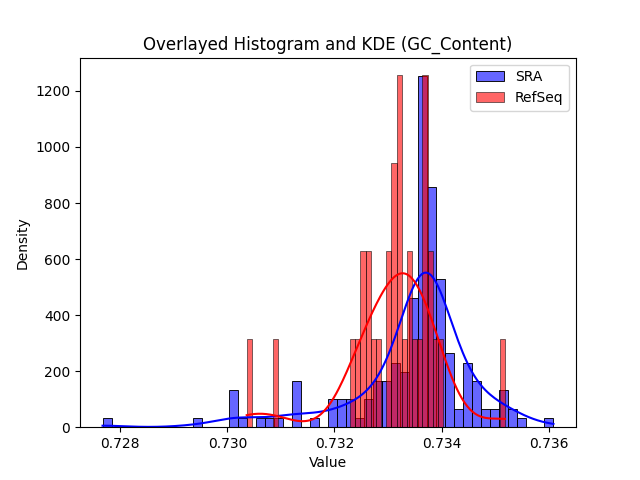 Overlayed Histogram and KDE (GC_Content)
SRA
RefSeq
1200
1000
800
600
400
200
0
Density
0.728 0.730 0.732 0.734 0.736
Value